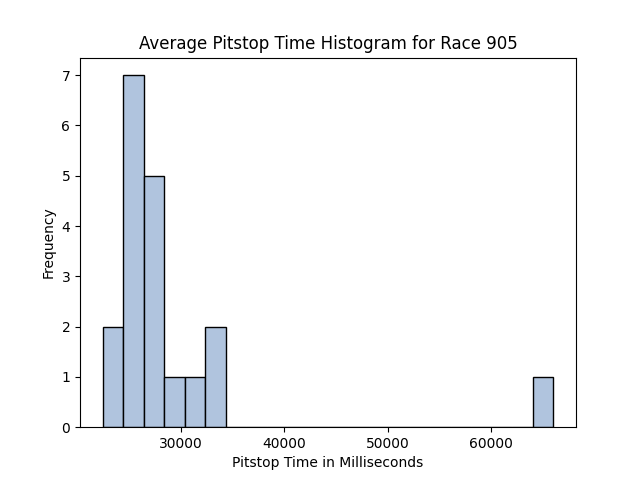 Average Pitstop Time Histogram for Race 905
7
6
5
4
3
2
1
0
Frequency
30000 40000 50000 60000
Pitstop Time in Milliseconds